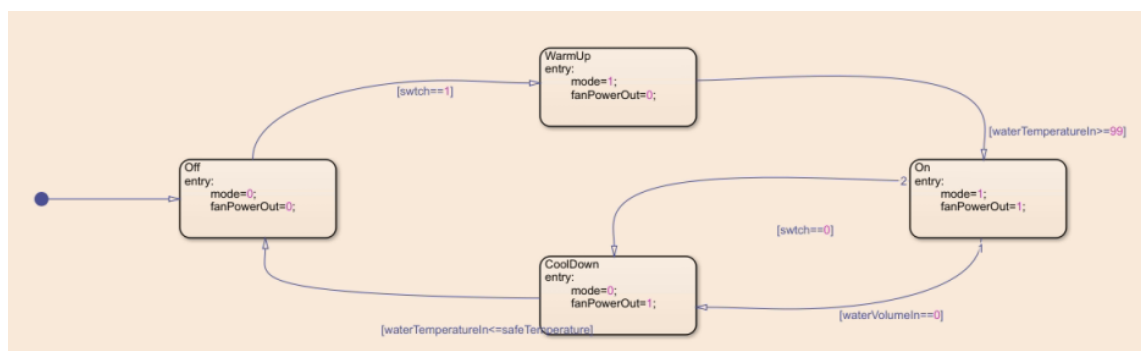 WarmUp
entry:
mode=1;
fanPowerOut=0;
[swtch==1]
[waterTemperatureIn>=99]
Off
entry:
mode=0;
fanPowerOut=0;
2
On
entry:
mode=1;
fanPowerOut=1;
[swtch==0]
1
CoolDown
entry:
mode=0;
fanPowerOut=1;
[waterVolumeIn==0]
[waterTemperatureIn<=safeTemperature]